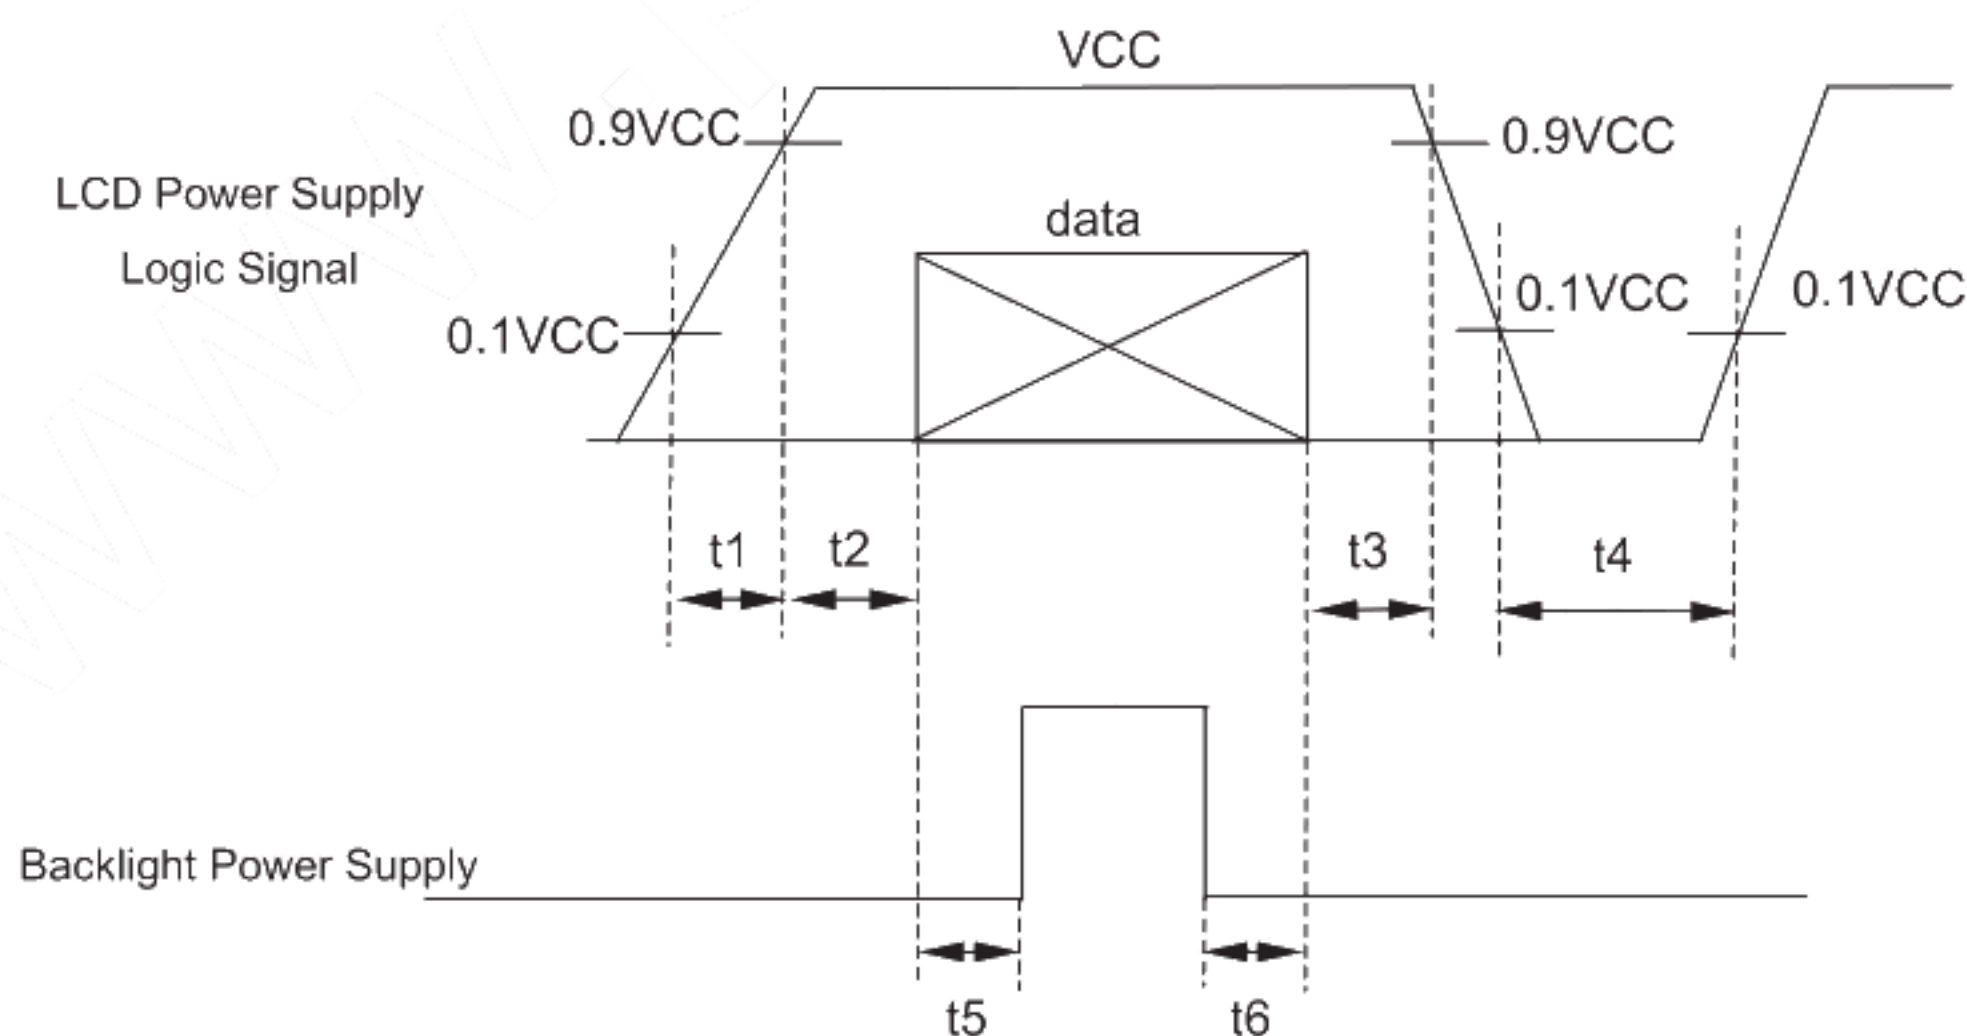 VCC
0.9VCC
0.9VCC
LCD Power Supply
data
Logic Signal
0.1VCC
0.1VCC
0.1VCC
t1
t2
t3
t4
Backlight Power Supply
t5
t6